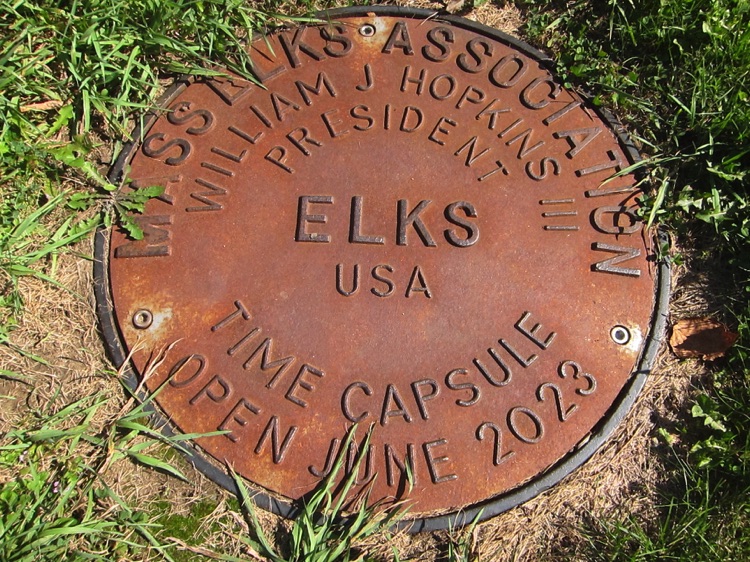 MASS ELKS ASSOCIATION
WILLIAM J HOPKINS III
PRESIDENT
ELKS
USA
TIME CAPSULE
OPEN JUNE 2023